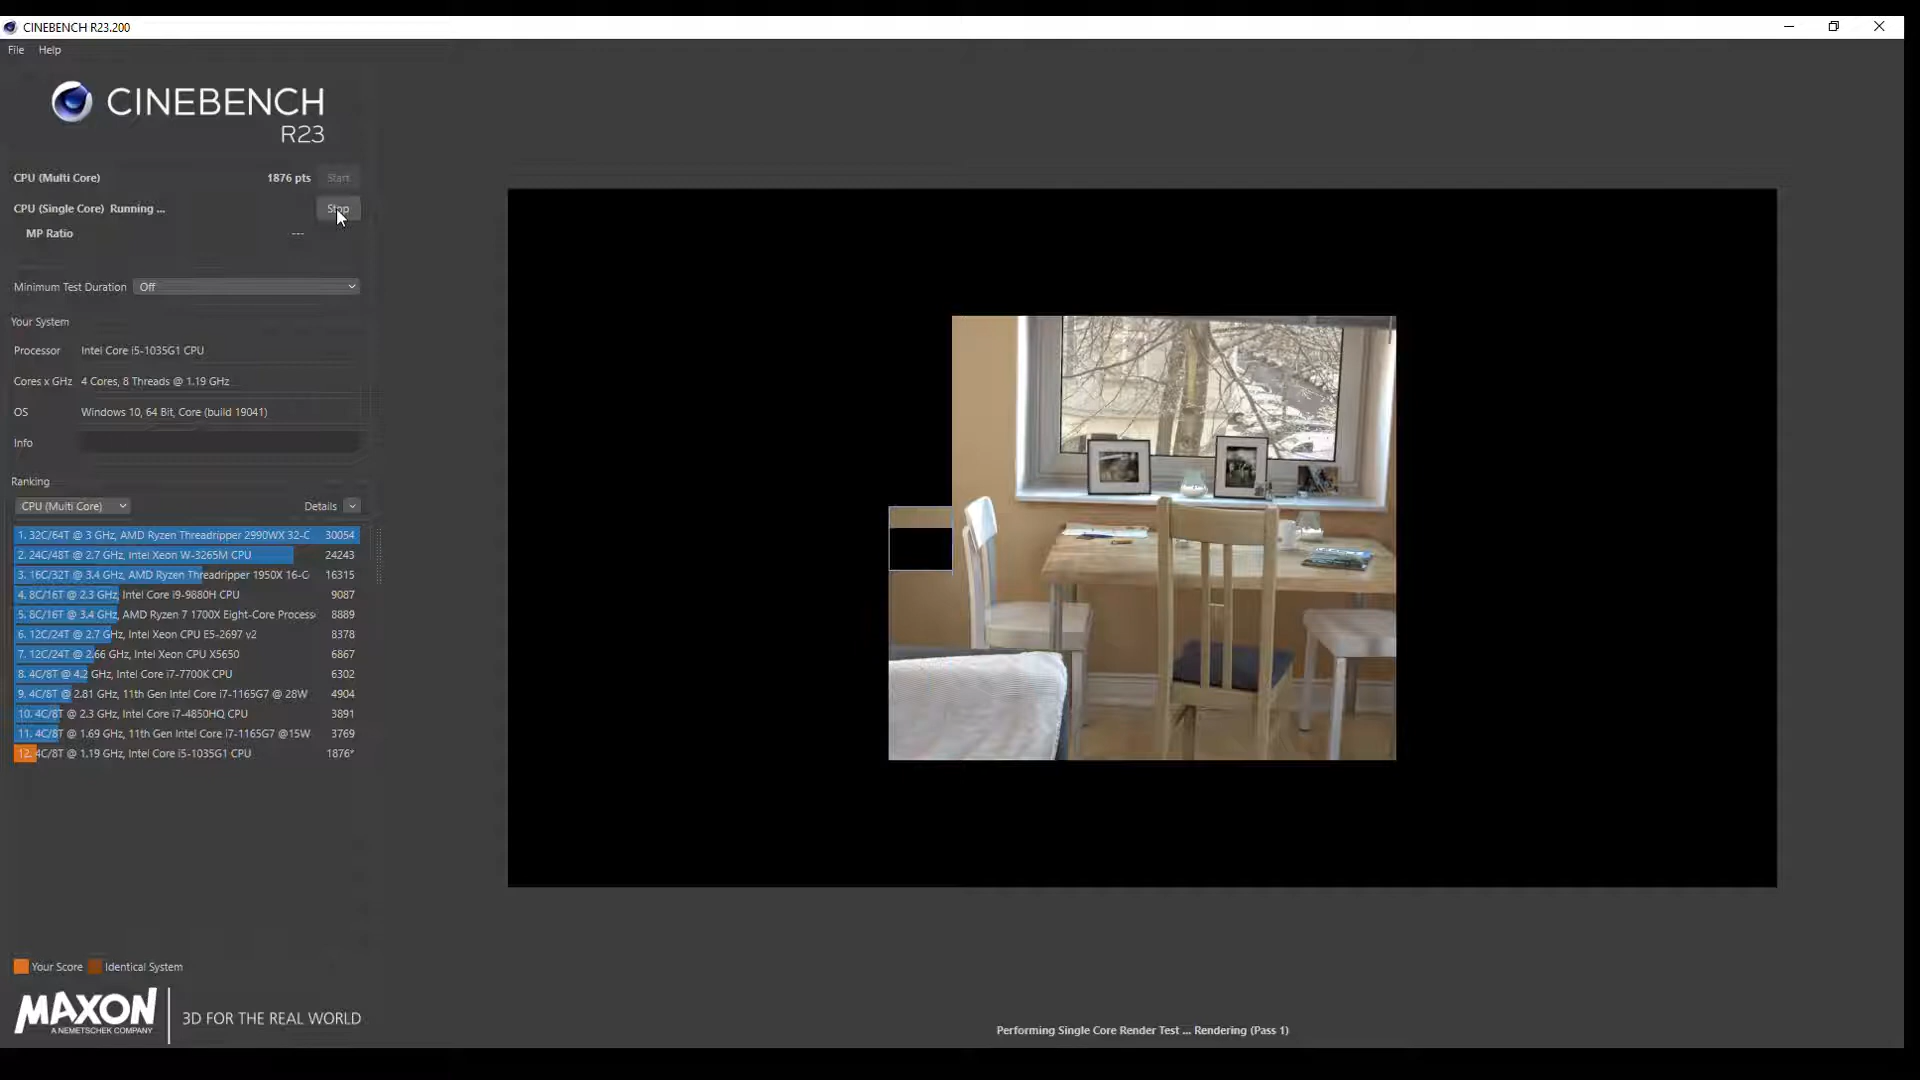 CINEBENCH R23.200
File Help
CINEBENCH
R23
CPU (Multi Core) 1876 pts Start
CPU (Single Core) Running ... Stop
MP Ratio ---
Minimum Test Duration Off
Your System
Processor Intel Core i5-1035G1 CPU
Cores x GHz 4 Cores, 8 Threads @ 1.19 GHz
OS Windows 10, 64 Bit, Core (build 19041)
Info
Ranking
CPU (Multi Core) Details
1. 32C/64T @ 3 GHz, AMD Ryzen Threadripper 2990WX 32-C 30054
2. 24C/48T @ 2.7 GHz, Intel Xeon W-3265M CPU 24243
3. 16C/32T @ 3.4 GHz, AMD Ryzen Threadripper 1950X 16-C 16315
4. 8C/16T @ 2.3 GHz, Intel Core i9-9880H CPU 9087
5. 8C/16T @ 3.4 GHz, AMD Ryzen 7 1700X Eight-Core Process 8889
6. 12C/24T @ 2.7 GHz, Intel Xeon CPU E5-2697 v2 8378
7. 12C/24T @ 2.66 GHz, Intel Xeon CPU X5650 6867
8. 4C/8T @ 4.2 GHz, Intel Core i7-7700K CPU 6302
9. 4C/8T @ 2.81 GHz, 11th Gen Intel Core i7-1165G7 @ 28W 4904
10. 4C/8T @ 2.3 GHz, Intel Core i7-4850HQ CPU 3891
11. 4C/8T @ 1.69 GHz, 11th Gen Intel Core i7-1165G7 @15W 3769
12. 4C/8T @ 1.19 GHz, Intel Core i5-1035G1 CPU 1876*
Your Score Identical System
MAXON
A NEMETSCHEK COMPANY
3D FOR THE REAL WORLD
Performing Single Core Render Test ... Rendering (Pass 1)